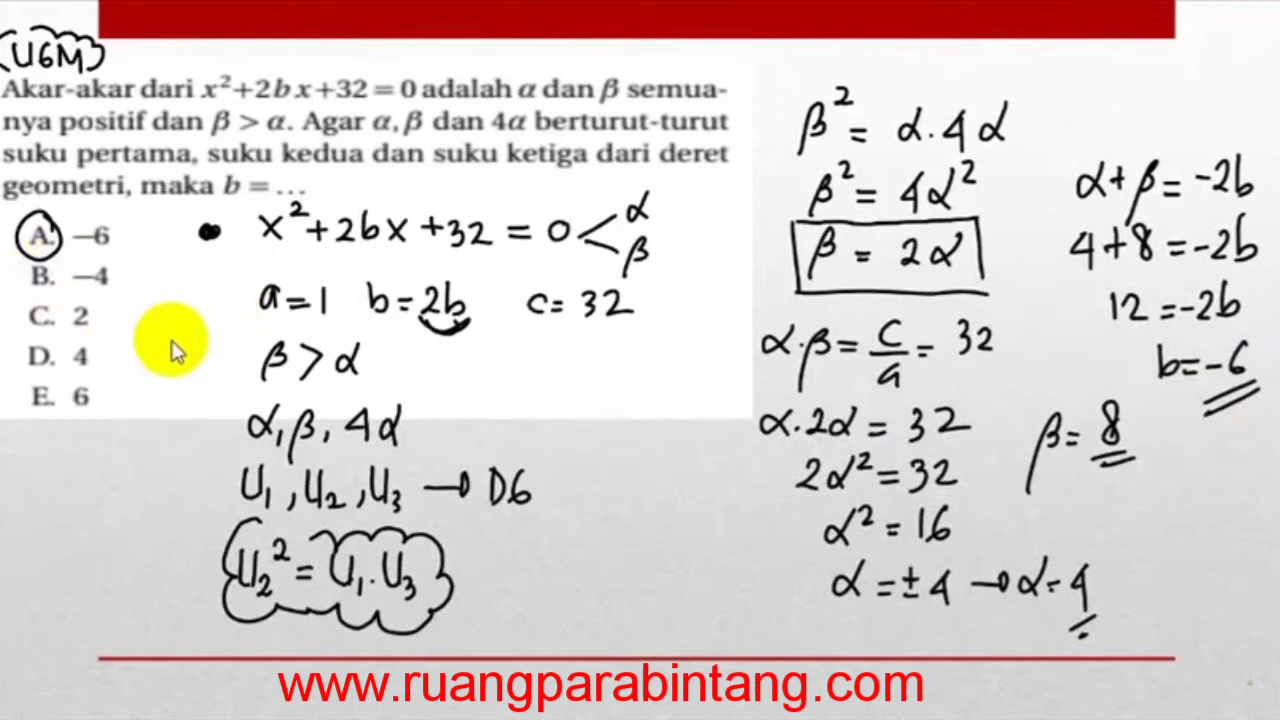 (UGM)
Akar-akar dari x²+2bx+32=0 adalah α dan β semua-
nya positif dan β > α. Agar α, β dan 4α berturut-turut
suku pertama, suku kedua dan suku ketiga dari deret
geometri, maka b = ...
A. −6
B. −4
C. 2
D. 4
E. 6
x²+2bx+32=0 < α β
a=1 b=2b c=32
β > α
α, β, 4α
U₁, U₂, U₃ → DG
U₂² = U₁.U₃
β² = α.4α
β² = 4α²
β = 2α
α.β = c/a = 32
α.2α = 32
2α² = 32
α² = 16
α = ±4 → α = 4
β = 8
α+β = -2b
4+8 = -2b
12 = -2b
b = -6
www.ruangparabintang.com